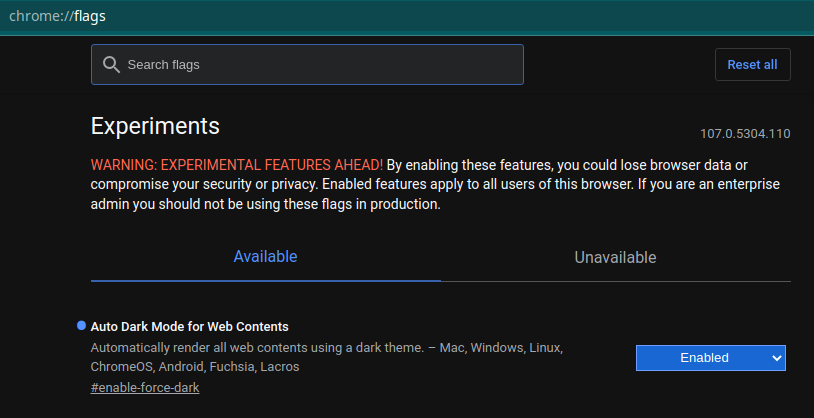 chrome://flags
Search flags
Reset all
Experiments
107.0.5304.110
WARNING: EXPERIMENTAL FEATURES AHEAD! By enabling these features, you could lose browser data or
compromise your security or privacy. Enabled features apply to all users of this browser. If you are an enterprise
admin you should not be using these flags in production.
Available
Unavailable
Auto Dark Mode for Web Contents
Automatically render all web contents using a dark theme. – Mac, Windows, Linux,
ChromeOS, Android, Fuchsia, Lacros
#enable-force-dark
Enabled